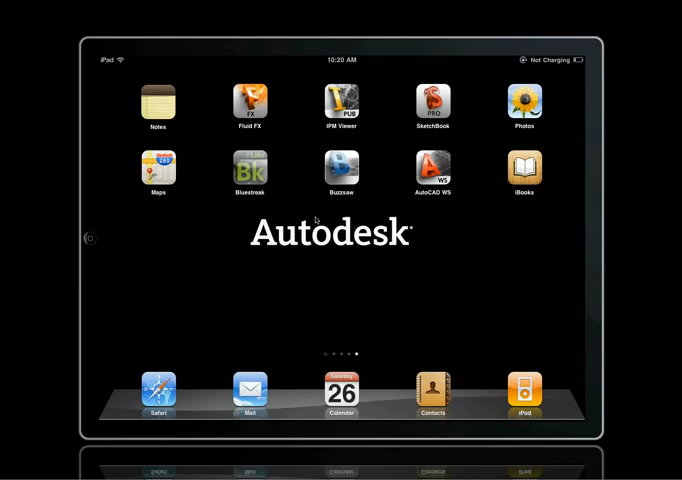 iPad 10:20 AM Not Charging
FX PUB PRO
Notes Fluid FX IPM Viewer SketchBook Photos
280 Labs Bk WS
Maps Bluestreak Buzzsaw AutoCAD WS iBooks
Autodesk
Saturday
26
Safari Mail Calendar Contacts iPod